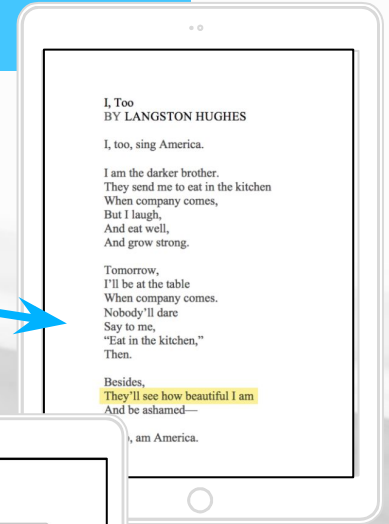 I, Too
BY LANGSTON HUGHES
I, too, sing America.
I am the darker brother.
They send me to eat in the kitchen
When company comes,
But I laugh,
And eat well,
And grow strong.
Tomorrow,
I'll be at the table
When company comes.
Nobody'll dare
Say to me,
“Eat in the kitchen,”
Then.
Besides,
They'll see how beautiful I am
And be ashamed—
, am America.